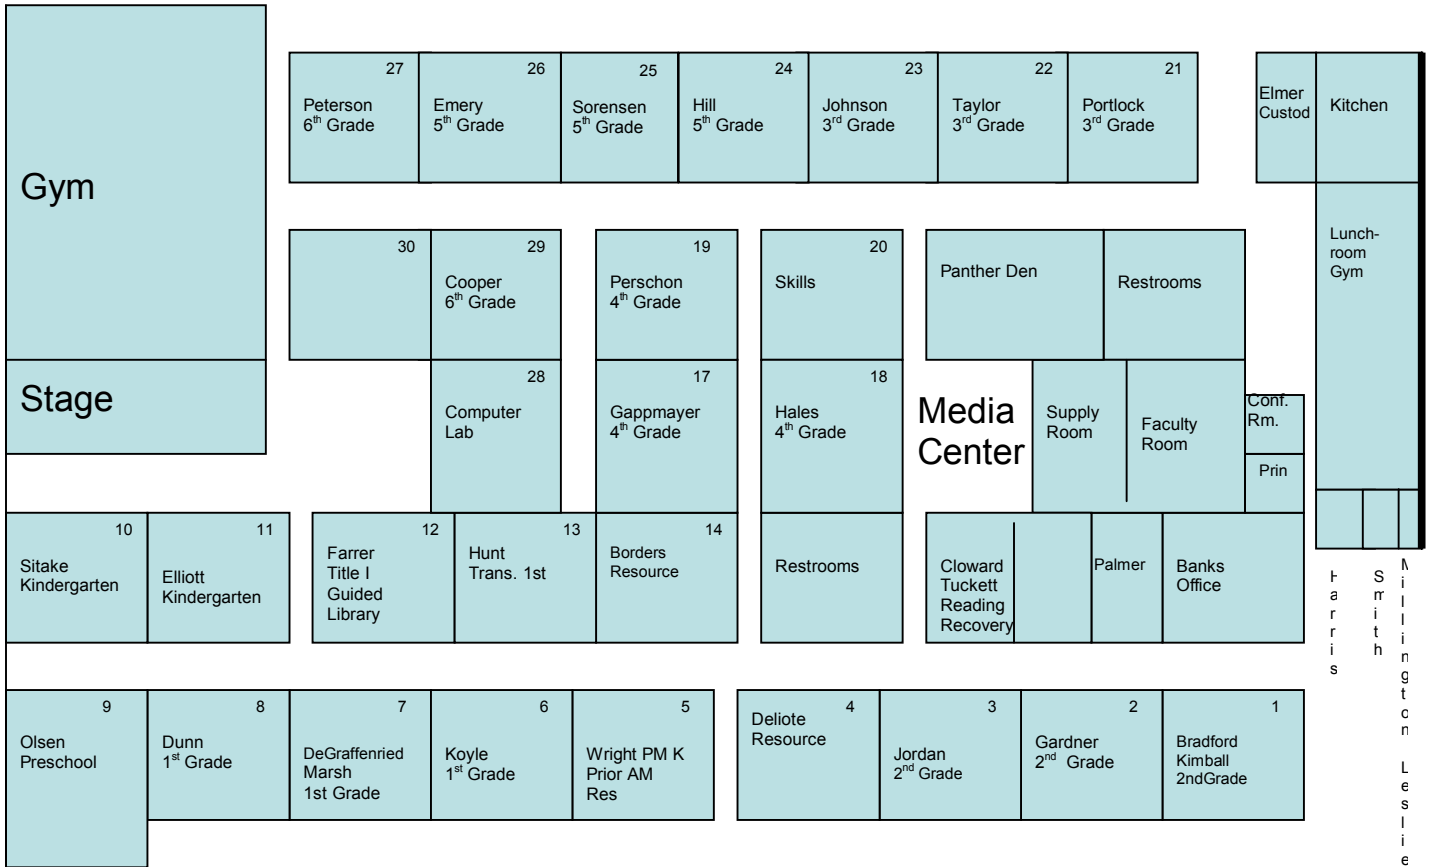 Gym
Stage
27
Peterson
6th Grade
26
Emery
5th Grade
25
Sorensen
5th Grade
24
Hill
5th Grade
23
Johnson
3rd Grade
22
Taylor
3rd Grade
21
Portlock
3rd Grade
Elmer
Custod
Kitchen
30
29
Cooper
6th Grade
19
Perschon
4th Grade
20
Skills
Panther Den
Restrooms
Lunch-
room
Gym
28
Computer
Lab
17
Gappmayer
4th Grade
18
Hales
4th Grade
Media
Center
Supply
Room
Faculty
Room
Conf.
Rm.
Prin
10
Sitake
Kindergarten
11
Elliott
Kindergarten
12
Farrer
Title I
Guided
Library
13
Hunt
Trans. 1st
14
Borders
Resource
Restrooms
Cloward
Tuckett
Reading
Recovery
Palmer
Banks
Office
Harris
Smith
Millington Leslie
9
Olsen
Preschool
8
Dunn
1st Grade
7
DeGraffenried
Marsh
1st Grade
6
Koyle
1st Grade
5
Wright PM K
Prior AM
Res
4
Deliote
Resource
3
Jordan
2nd Grade
2
Gardner
2nd Grade
1
Bradford
Kimball
2ndGrade